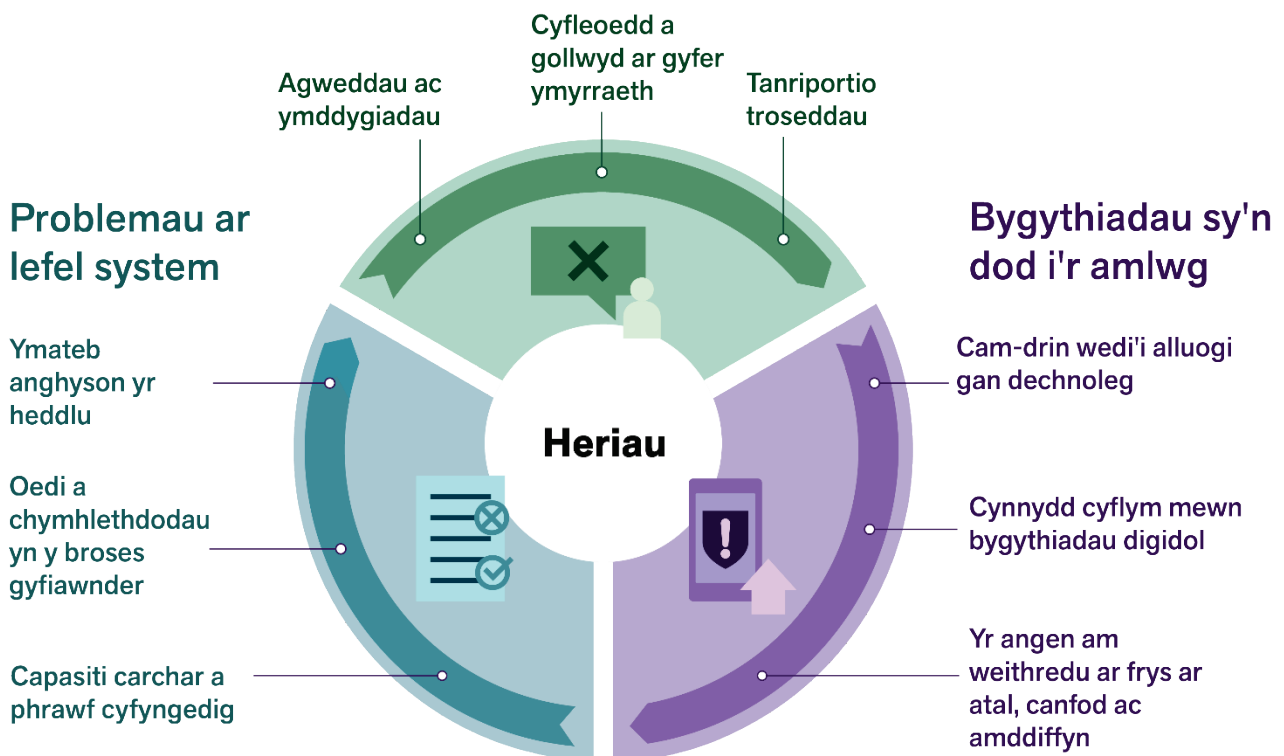 Cyfleoedd a
gollwyd ar gyfer
ymyrraeth
Agweddau ac
ymddygiadau
Tanriportio
troseddau
Problemau ar
lefel system
Ymateb
anghyson yr
heddlu
Oedi a
chymhlethdodau
yn y broses
gyfiawnder
Capasiti carchar a
phrawf cyfyngedig
Heriau
Bygythiadau sy'n
dod i'r amlwg
Cam-drin wedi'i alluogi
gan dechnoleg
Cynnydd cyflym mewn
bygythiadau digidol
Yr angen am
weithredu ar frys ar
atal, canfod ac
amddiffyn